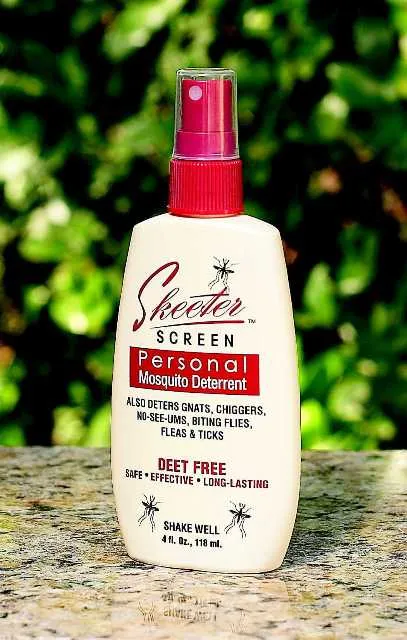 Skeeter™
SCREEN
Personal
Mosquito Deterrent
ALSO DETERS GNATS, CHIGGERS,
NO-SEE-UMS, BITING FLIES,
FLEAS & TICKS
DEET FREE
SAFE • EFFECTIVE • LONG-LASTING
SHAKE WELL
4 fl. Oz., 118 ml.